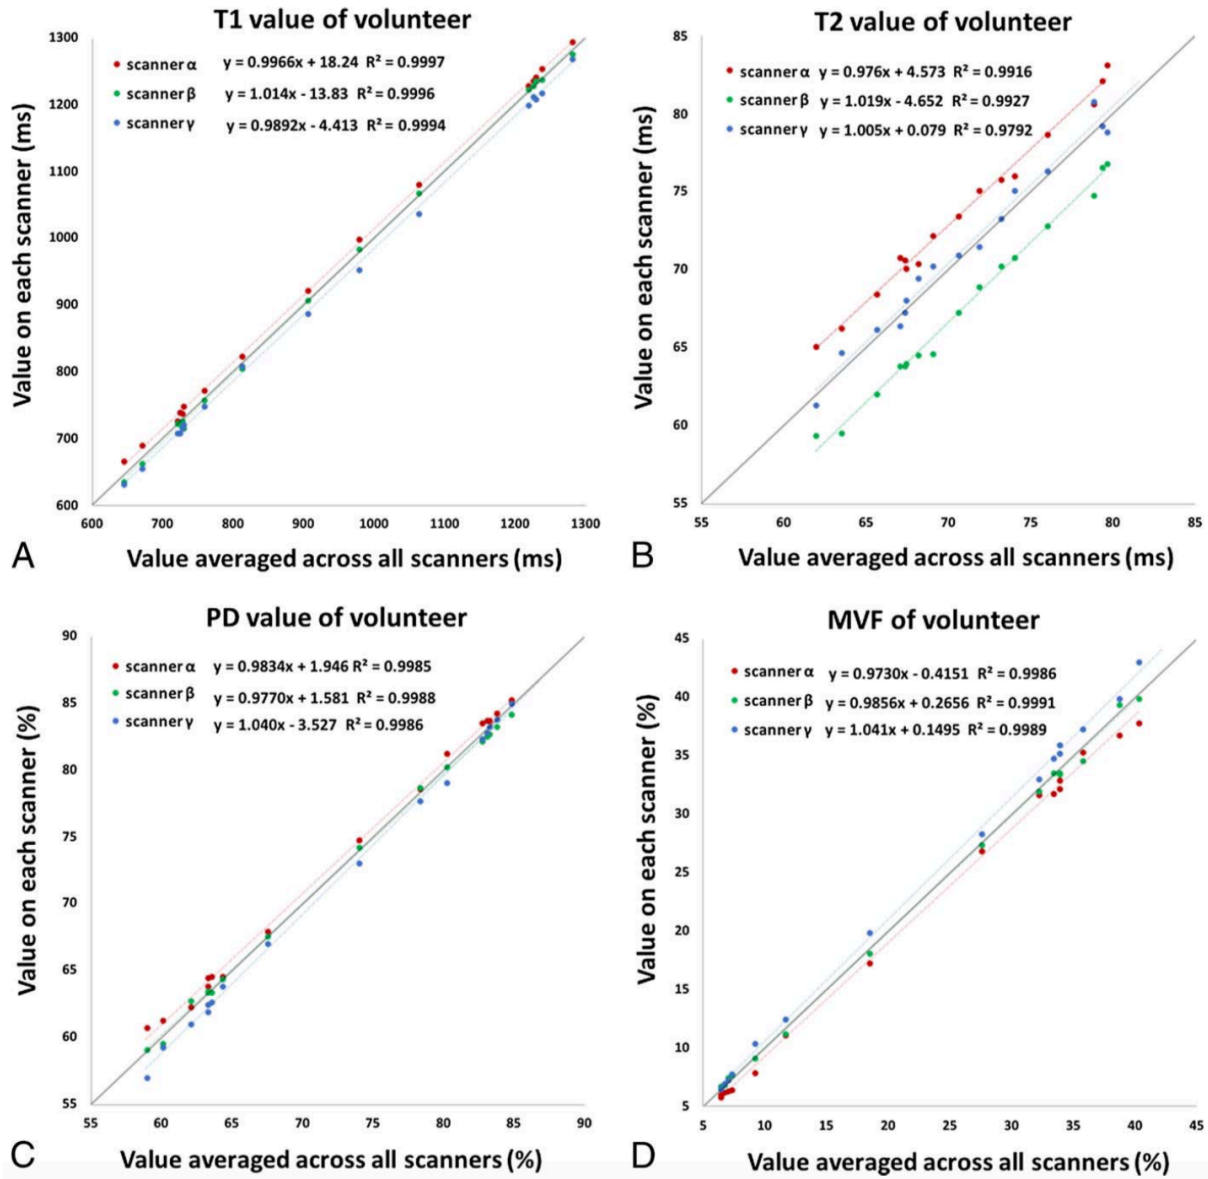 T1 value of volunteer
scanner α y = 0.9966x + 18.24 R² = 0.9997
scanner β y = 1.014x - 13.83 R² = 0.9996
scanner γ y = 0.9892x - 4.413 R² = 0.9994
Value on each scanner (ms)
1300
1200
1100
1000
900
800
700
600
600 700 800 900 1000 1100 1200 1300
A Value averaged across all scanners (ms)
T2 value of volunteer
scanner α y = 0.976x + 4.573 R² = 0.9916
scanner β y = 1.019x - 4.652 R² = 0.9927
scanner γ y = 1.005x + 0.079 R² = 0.9792
Value on each scanner (ms)
85
80
75
70
65
60
55
55 60 65 70 75 80 85
B Value averaged across all scanners (ms)
PD value of volunteer
scanner α y = 0.9834x + 1.946 R² = 0.9985
scanner β y = 0.9770x + 1.581 R² = 0.9988
scanner γ y = 1.040x - 3.527 R² = 0.9986
Value on each scanner (%)
90
85
80
75
70
65
60
55
55 60 65 70 75 80 85 90
C Value averaged across all scanners (%)
MVF of volunteer
scanner α y = 0.9730x - 0.4151 R² = 0.9986
scanner β y = 0.9856x + 0.2656 R² = 0.9991
scanner γ y = 1.041x + 0.1495 R² = 0.9989
Value on each scanner (%)
45
40
35
30
25
20
15
10
5
5 10 15 20 25 30 35 40 45
D Value averaged across all scanners (%)